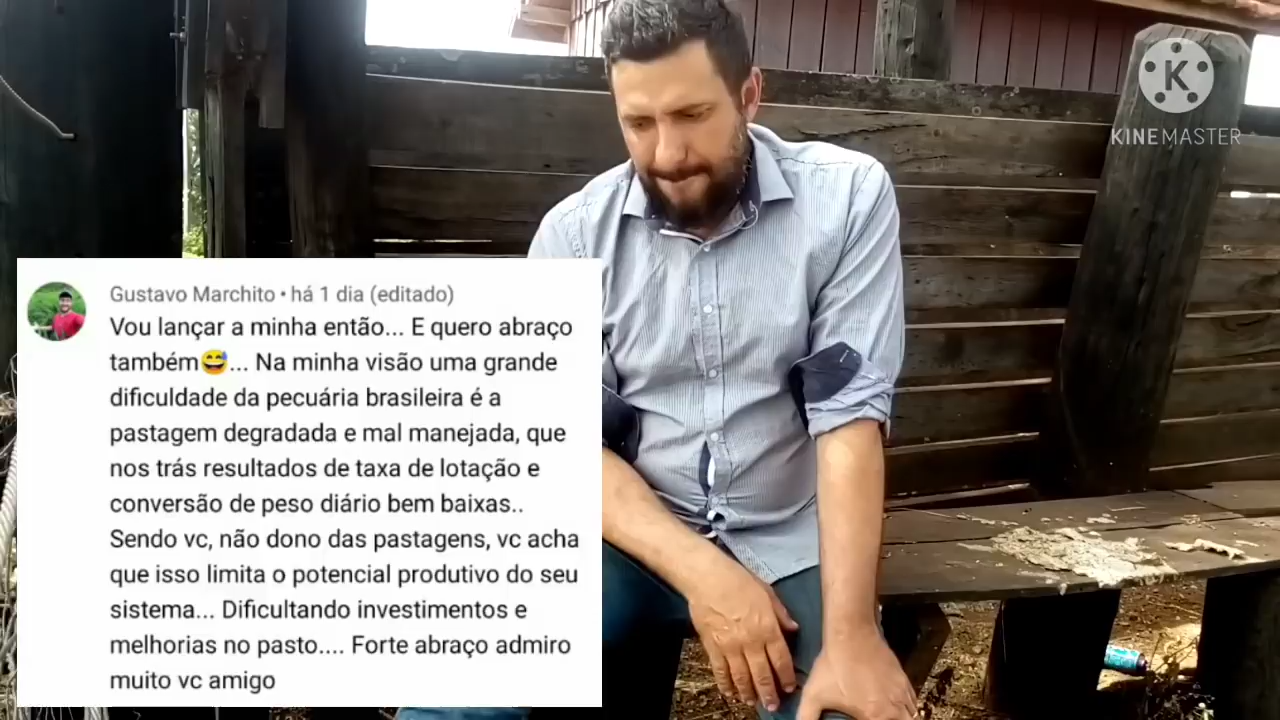 K
KINEMASTER
Gustavo Marchito • há 1 dia (editado)
Vou lançar a minha então... E quero abraço
também😅... Na minha visão uma grande
dificuldade da pecuária brasileira é a
pastagem degradada e mal manejada, que
nos trás resultados de taxa de lotação e
conversão de peso diário bem baixas..
Sendo vc, não dono das pastagens, vc acha
que isso limita o potencial produtivo do seu
sistema... Dificultando investimentos e
melhorias no pasto.... Forte abraço admiro
muito vc amigo